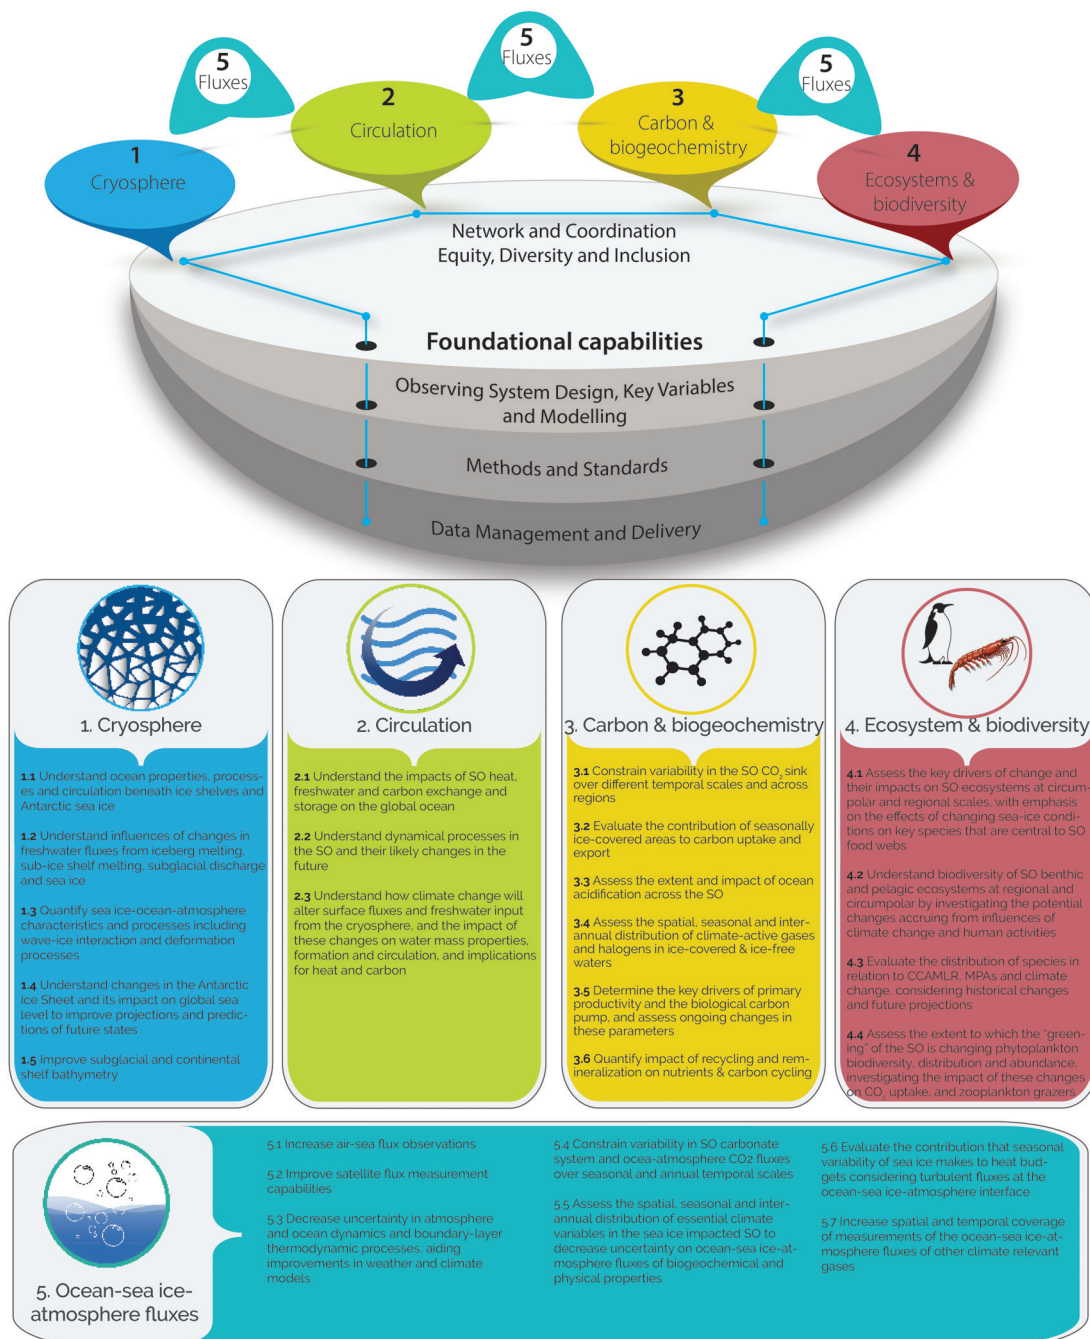 5
Fluxes
5
Fluxes
5
Fluxes
1
Cryosphere
2
Circulation
3
Carbon &
biogeochemistry
4
Ecosystems &
biodiversity
Network and Coordination
Equity, Diversity and Inclusion
Foundational capabilities
Observing System Design, Key Variables
and Modelling
Methods and Standards
Data Management and Delivery
1. Cryosphere
1.1 Understand ocean properties, process-
es and circulation beneath ice shelves and
Antarctic sea ice
1.2 Understand influences of changes in
freshwater fluxes from iceberg melting,
sub-ice shelf melting, subglacial discharge
and sea ice
1.3 Quantify sea ice-ocean-atmosphere
characteristics and processes including
wave-ice interaction and deformation
processes
1.4 Understand changes in the Antarctic
Ice Sheet and its impact on global sea
level to improve projections and predic-
tions of future states
1.5 Improve subglacial and continental
shelf bathymetry
2. Circulation
2.1 Understand the impacts of SO heat,
freshwater and carbon exchange and
storage on the global ocean
2.2 Understand dynamical processes in
the SO and their likely changes in the
future
2.3 Understand how climate change will
alter surface fluxes and freshwater input
from the cryosphere, and the impact of
these changes on water mass properties,
formation and circulation, and implications
for heat and carbon
3. Carbon & biogeochemistry
3.1 Constrain variability in the SO CO₂ sink
over different temporal scales and across
regions
3.2 Evaluate the contribution of seasonally
ice-covered areas to carbon uptake and
export
3.3 Assess the extent and impact of ocean
acidification across the SO
3.4 Assess the spatial, seasonal and inter-
annual distribution of climate-active gases
and halogens in ice-covered & ice-free
waters
3.5 Determine the key drivers of primary
productivity and the biological carbon
pump, and assess ongoing changes in
these parameters
3.6 Quantify impact of recycling and rem-
ineralization on nutrients & carbon cycling
4. Ecosystem & biodiversity
4.1 Assess the key drivers of change and
their impacts on SO ecosystems at circum-
polar and regional scales, with emphasis
on the effects of changing sea-ice condi-
tions on key species that are central to SO
food webs
4.2 Understand biodiversity of SO benthic
and pelagic ecosystems at regional and
circumpolar by investigating the potential
changes accruing from influences of
climate change and human activities
4.3 Evaluate the distribution of species in
relation to CCAMLR, MPAs and climate
change, considering historical changes
and future projections
4.4 Assess the extent to which the "green-
ing" of the SO is changing phytoplankton
biodiversity, distribution and abundance,
investigating the impact of these changes
on CO₂ uptake, and zooplankton grazers
5. Ocean-sea ice-
atmosphere fluxes
5.1 Increase air-sea flux observations
5.2 Improve satellite flux measurement
capabilities
5.3 Decrease uncertainty in atmosphere
and ocean dynamics and boundary-layer
thermodynamic processes, aiding
improvements in weather and climate
models
5.4 Constrain variability in SO carbonate
system and ocea-atmosphere CO2 fluxes
over seasonal and annual temporal scales
5.5 Assess the spatial, seasonal and inter-
annual distribution of essential climate
variables in the sea ice impacted SO to
decrease uncertainty on ocean-sea ice-at-
mosphere fluxes of biogeochemical and
physical properties
5.6 Evaluate the contribution that seasonal
variability of sea ice makes to heat bud-
gets considering turbulent fluxes at the
ocean-sea ice-atmosphere interface
5.7 Increase spatial and temporal coverage
of measurements of the ocean-sea ice-at-
mosphere fluxes of other climate relevant
gases